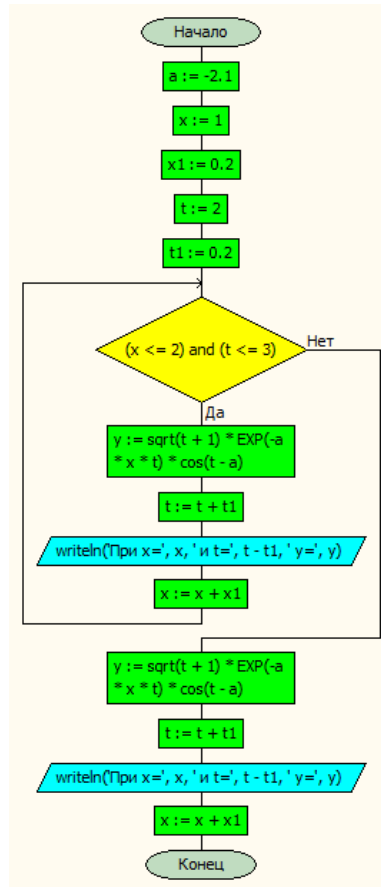 Начало
a := -2.1
x := 1
x1 := 0.2
t := 2
t1 := 0.2
(x <= 2) and (t <= 3)
Нет
Да
y := sqrt(t + 1) * EXP(-a
* x * t) * cos(t - a)
t := t + t1
writeln('При x=', x, ' и t=', t - t1, ' y=', y)
x := x + x1
y := sqrt(t + 1) * EXP(-a
* x * t) * cos(t - a)
t := t + t1
writeln('При x=', x, ' и t=', t - t1, ' y=', y)
x := x + x1
Конец